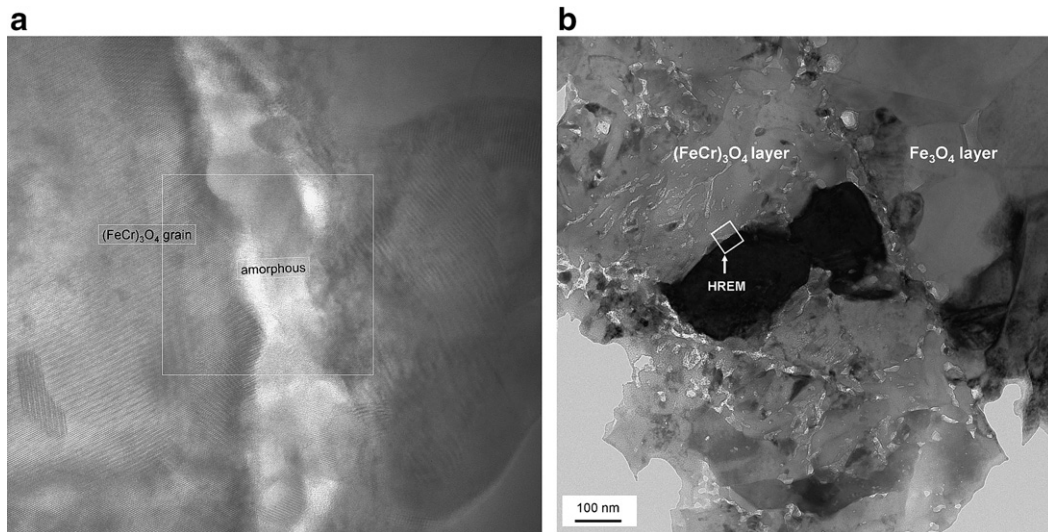 a
b
(FeCr)₃O₄ grain
amorphous
(FeCr)₃O₄ layer
Fe₃O₄ layer
HREM
100 nm